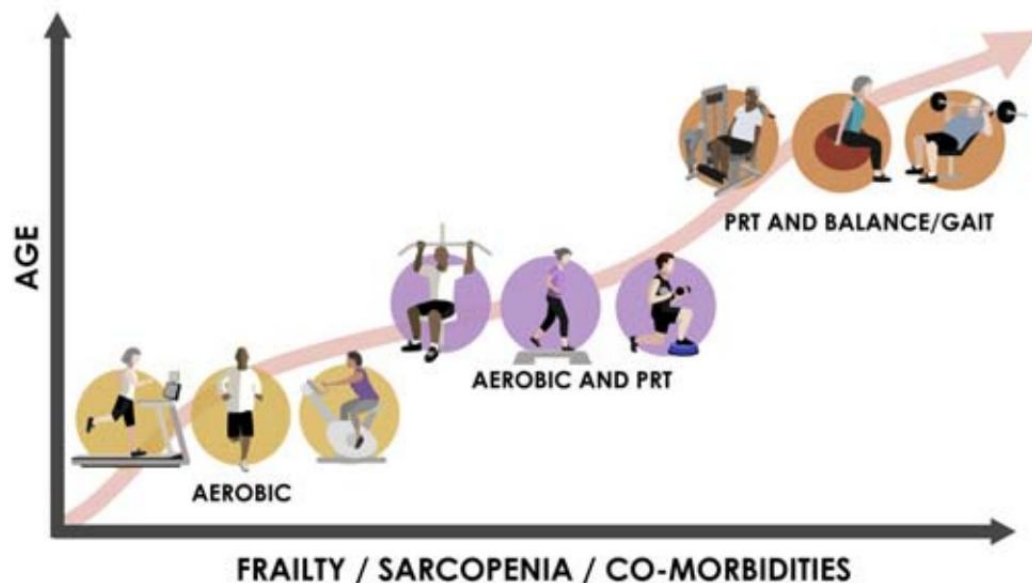 PRT AND BALANCE/GAIT
AGE
AEROBIC AND PRT
AEROBIC
FRAILTY / SARCOPENIA / CO-MORBIDITIES